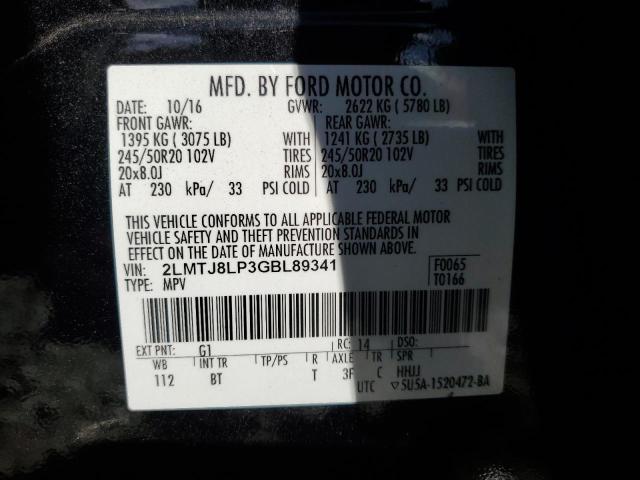 MFD. BY FORD MOTOR CO.
DATE: 10/16 GVWR: 2622 KG ( 5780 LB)
FRONT GAWR: REAR GAWR:
1395 KG ( 3075 LB) WITH 1241 KG ( 2735 LB) WITH
245/50R20 102V TIRES 245/50R20 102V TIRES
20x8.0J RIMS 20x8.0J RIMS
AT 230 kPa/ 33 PSI COLD AT 230 kPa/ 33 PSI COLD
THIS VEHICLE CONFORMS TO ALL APPLICABLE FEDERAL MOTOR
VEHICLE SAFETY AND THEFT PREVENTION STANDARDS IN
EFFECT ON THE DATE OF MANUFACTURE SHOWN ABOVE.
VIN: 2LMTJ8LP3GBL89341 F0065
TYPE: MPV T0166
EXT PNT: G1 RC: 14 DSO:
WB INT TR TP/PS R AXLE TR SPR
112 BT T 3F C HHJJ
UTC ▽5U5A-1520472-BA